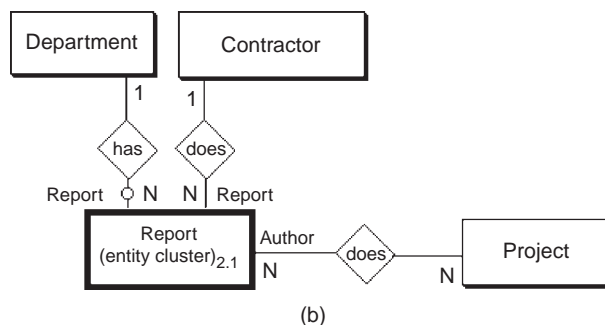 Department
Contractor
1
1
has
does
Report
N
N
Report
Report
(entity cluster)2.1
Author
N
does
N
Project
(b)